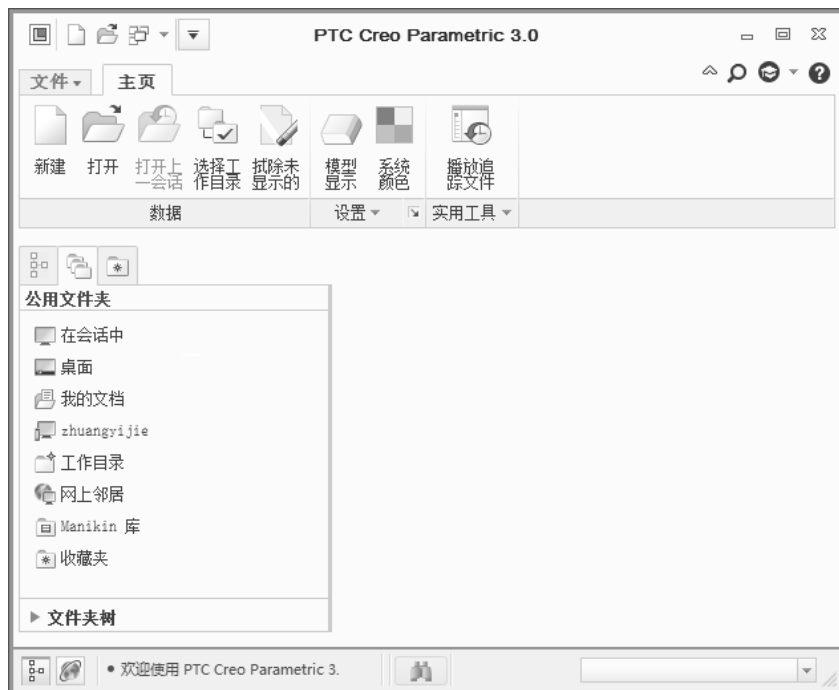 PTC Creo Parametric 3.0
文件
主页
新建
打开
打开上
一会话
选择工
作目录
拭除未
显示的
模型
显示
系统
颜色
播放追
踪文件
数据
设置
实用工具
公用文件夹
在会话中
桌面
我的文档
zhuangyijie
工作目录
网上邻居
Manikin 库
收藏夹
文件夹树
• 欢迎使用 PTC Creo Parametric 3.